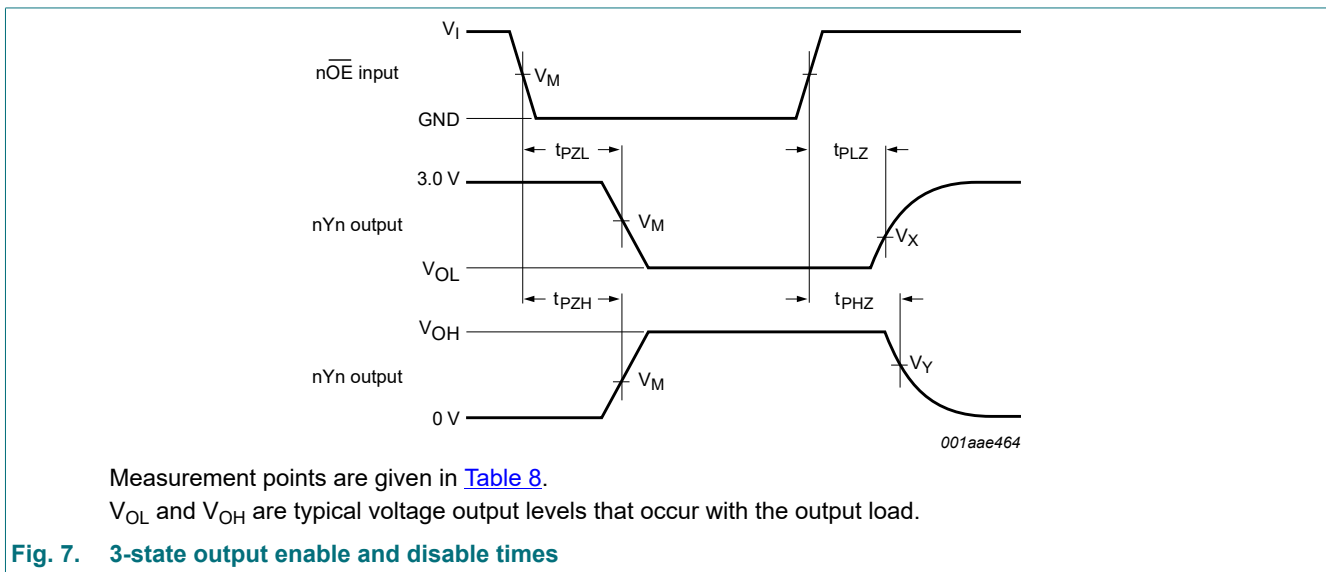 V_I
nOE input
V_M
GND
t_PZL
t_PLZ
3.0 V
nYn output
V_M
V_X
V_OL
t_PZH
t_PHZ
V_OH
nYn output
V_M
V_Y
0 V
001aae464
Measurement points are given in Table 8.
V_OL and V_OH are typical voltage output levels that occur with the output load.
Fig. 7. 3-state output enable and disable times